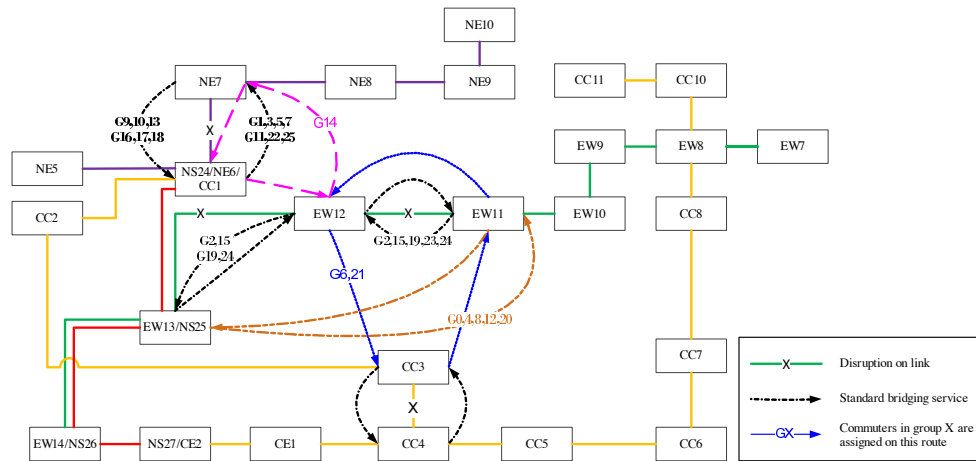 NE10
NE7
NE8
NE9
CC11
CC10
G9,10,13
G16,17,18
X
G1,3,5,7
G11,22,25
G14
EW9
EW8
EW7
NE5
NS24/NE6/
CC1
CC2
X
EW12
X
EW11
EW10
CC8
G2,15
G19,24
G2,15,19,23,24
G6,21
EW13/NS25
G0,4,8,12,20
CC3
CC7
X
Disruption on link
X
Standard bridging service
EW14/NS26
NS27/CE2
CE1
CC4
CC5
CC6
GX
Commuters in group X are
assigned on this route